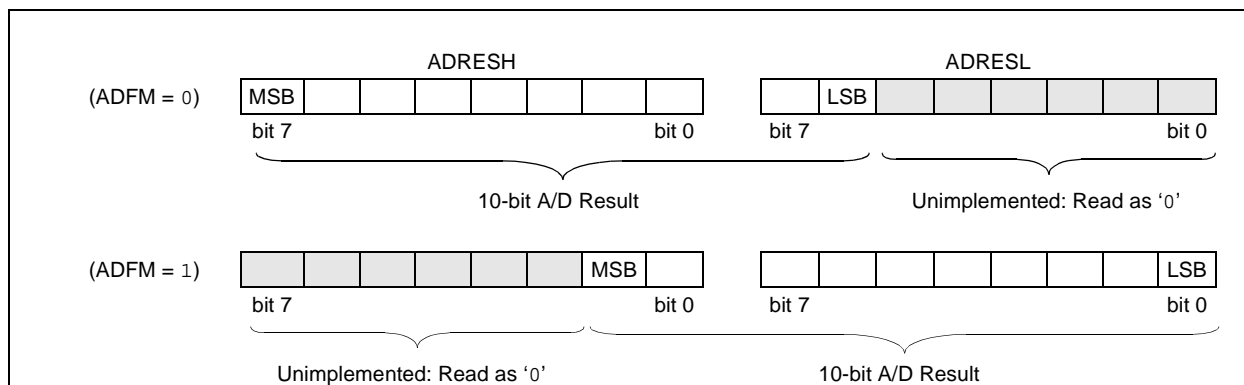 ADRESH ADRESL
(ADFM = 0) MSB LSB
bit 7 bit 0 bit 7 bit 0
10-bit A/D Result Unimplemented: Read as ‘0’
(ADFM = 1) MSB LSB
bit 7 bit 0 bit 7 bit 0
Unimplemented: Read as ‘0’ 10-bit A/D Result